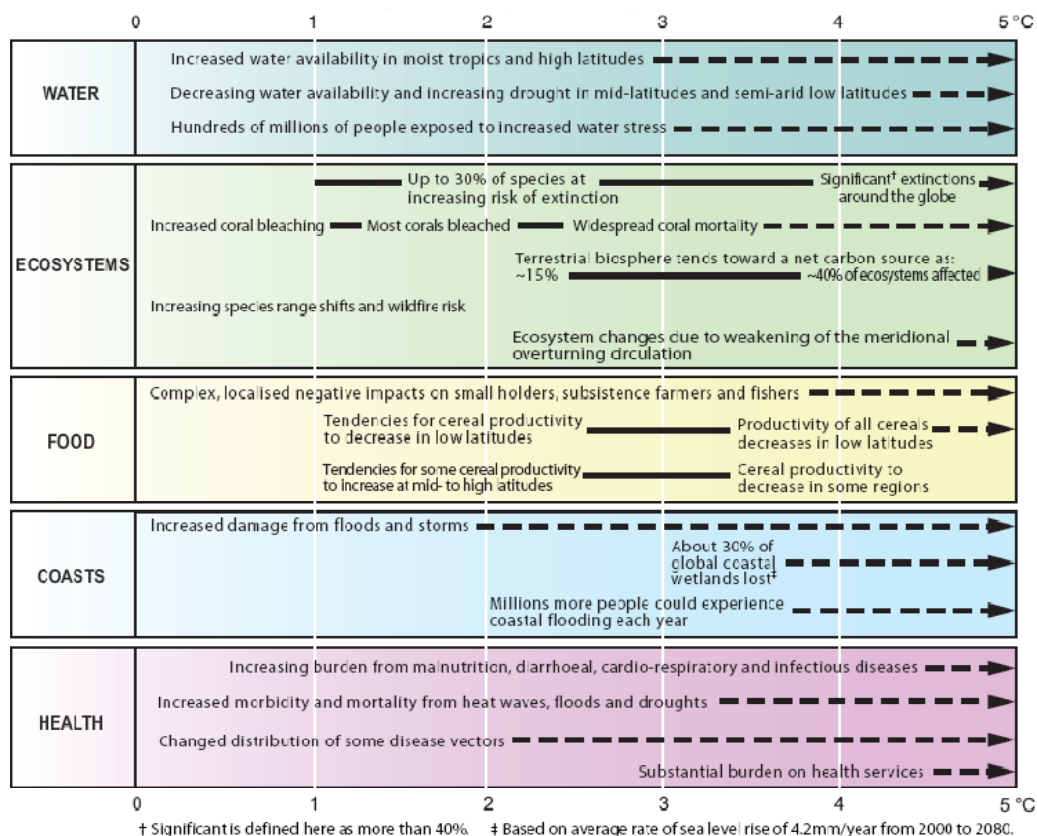 0 1 2 3 4 5 °C
WATER
Increased water availability in moist tropics and high latitudes
Decreasing water availability and increasing drought in mid-latitudes and semi-arid low latitudes
Hundreds of millions of people exposed to increased water stress
ECOSYSTEMS
Up to 30% of species at
increasing risk of extinction
Significant† extinctions
around the globe
Increased coral bleaching Most corals bleached Widespread coral mortality
Terrestrial biosphere tends toward a net carbon source as:
~15% ~40% of ecosystems affected
Increasing species range shifts and wildfire risk
Ecosystem changes due to weakening of the meridional
overturning circulation
FOOD
Complex, localised negative impacts on small holders, subsistence farmers and fishers
Tendencies for cereal productivity
to decrease in low latitudes
Productivity of all cereals
decreases in low latitudes
Tendencies for some cereal productivity
to increase at mid- to high latitudes
Cereal productivity to
decrease in some regions
COASTS
Increased damage from floods and storms
About 30% of
global coastal
wetlands lost‡
Millions more people could experience
coastal flooding each year
HEALTH
Increasing burden from malnutrition, diarrhoeal, cardio-respiratory and infectious diseases
Increased morbidity and mortality from heat waves, floods and droughts
Changed distribution of some disease vectors
Substantial burden on health services
0 1 2 3 4 5 °C
† Significant is defined here as more than 40%. ‡ Based on average rate of sea level rise of 4.2mm/year from 2000 to 2080.